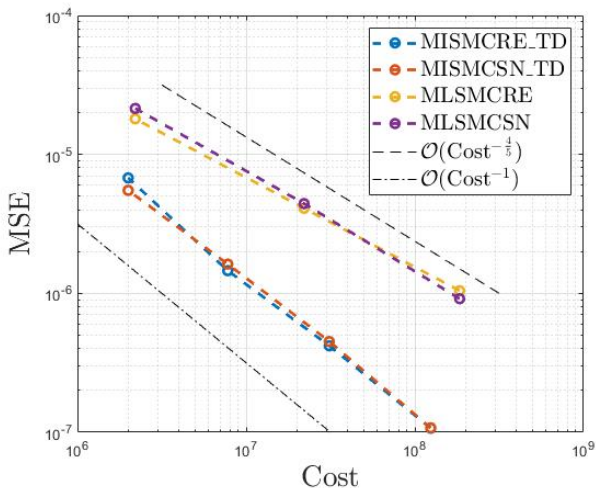 10^-4
10^-5
10^-6
10^-7
MSE
MISMCRE_TD
MISMCSN_TD
MLSMCRE
MLSMCSN
O(Cost^{-4/5})
O(Cost^{-1})
10^6
10^7
10^8
10^9
Cost